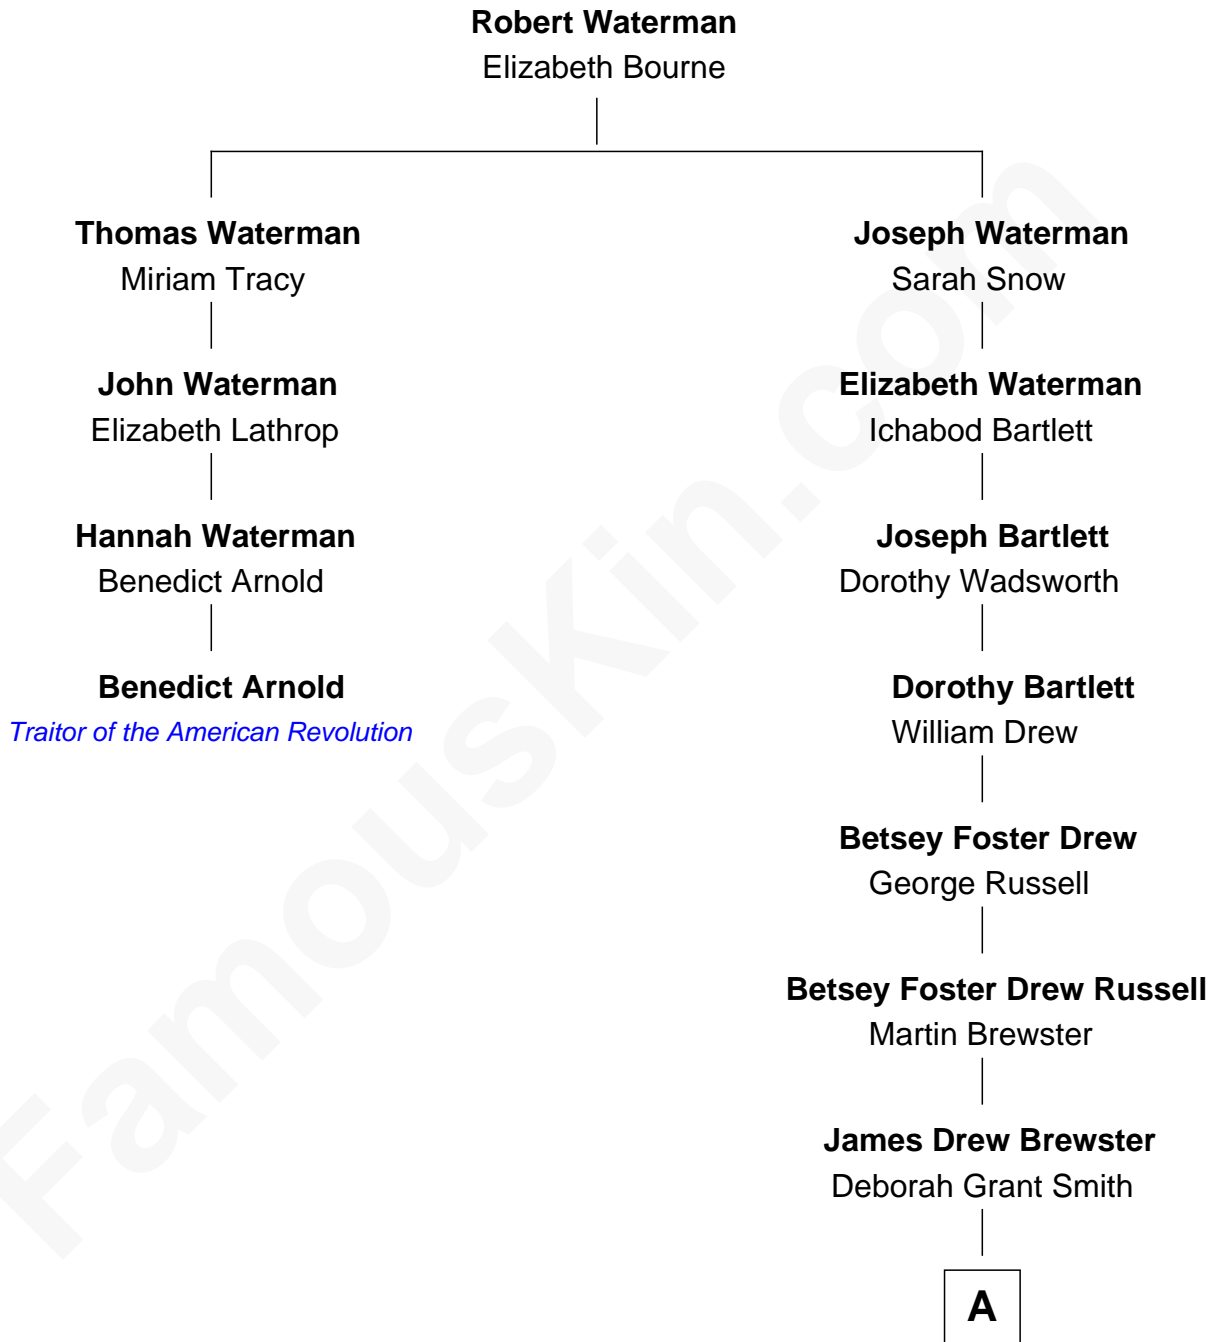 Robert Waterman
Elizabeth Bourne
Thomas Waterman
Miriam Tracy
John Waterman
Elizabeth Lathrop
Hannah Waterman
Benedict Arnold
Benedict Arnold
Traitor of the American Revolution
Joseph Waterman
Sarah Snow
Elizabeth Waterman
Ichabod Bartlett
Joseph Bartlett
Dorothy Wadsworth
Dorothy Bartlett
William Drew
Betsey Foster Drew
George Russell
Betsey Foster Drew Russell
Martin Brewster
James Drew Brewster
Deborah Grant Smith
A
FamousKin.com